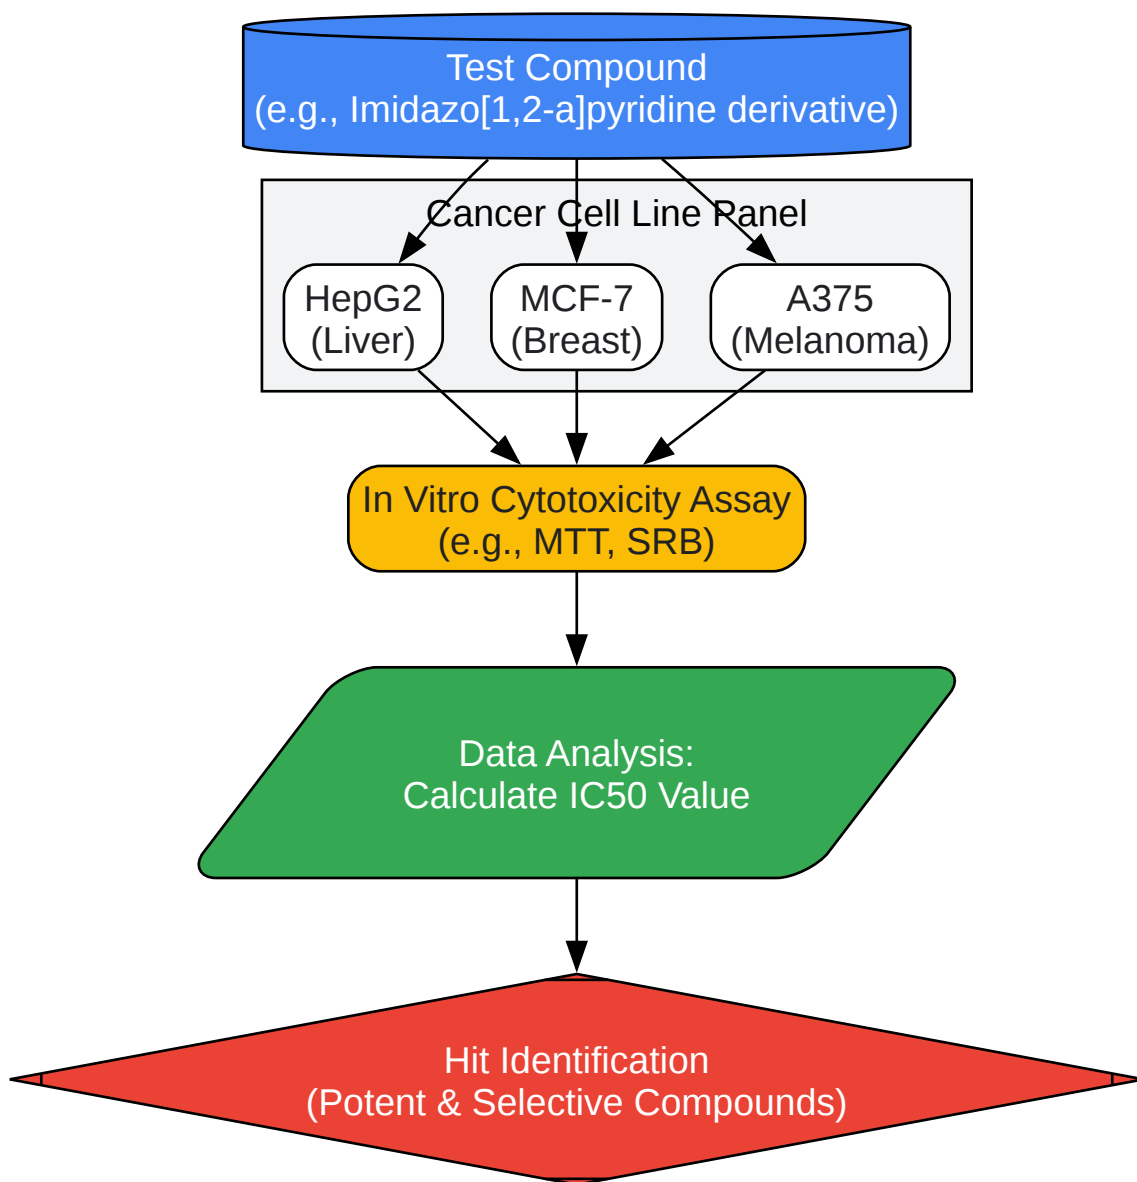 Test Compound
(e.g., Imidazo[1,2-a]pyridine derivative)
Cancer Cell Line Panel
HepG2
(Liver)
MCF-7
(Breast)
A375
(Melanoma)
In Vitro Cytotoxicity Assay
(e.g., MTT, SRB)
Data Analysis:
Calculate IC50 Value
Hit Identification
(Potent & Selective Compounds)